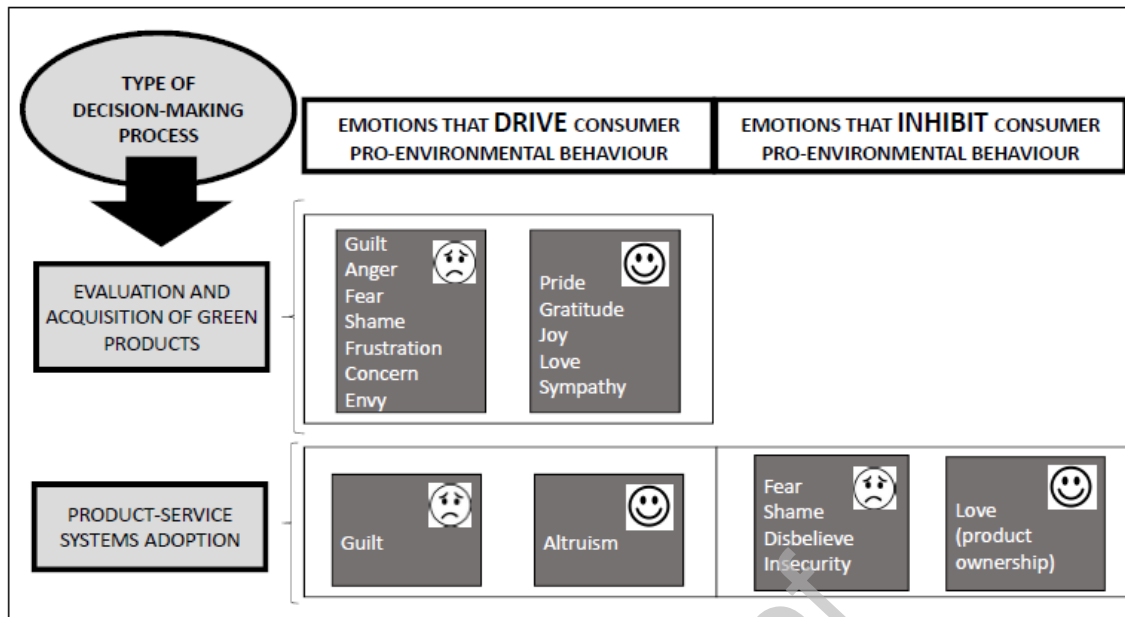 TYPE OF
DECISION-MAKING
PROCESS
EMOTIONS THAT DRIVE CONSUMER
PRO-ENVIRONMENTAL BEHAVIOUR
EMOTIONS THAT INHIBIT CONSUMER
PRO-ENVIRONMENTAL BEHAVIOUR
EVALUATION AND
ACQUISITION OF GREEN
PRODUCTS
Guilt
Anger
Fear
Shame
Frustration
Concern
Envy
Pride
Gratitude
Joy
Love
Sympathy
PRODUCT-SERVICE
SYSTEMS ADOPTION
Guilt
Altruism
Fear
Shame
Disbelieve
Insecurity
Love
(product
ownership)